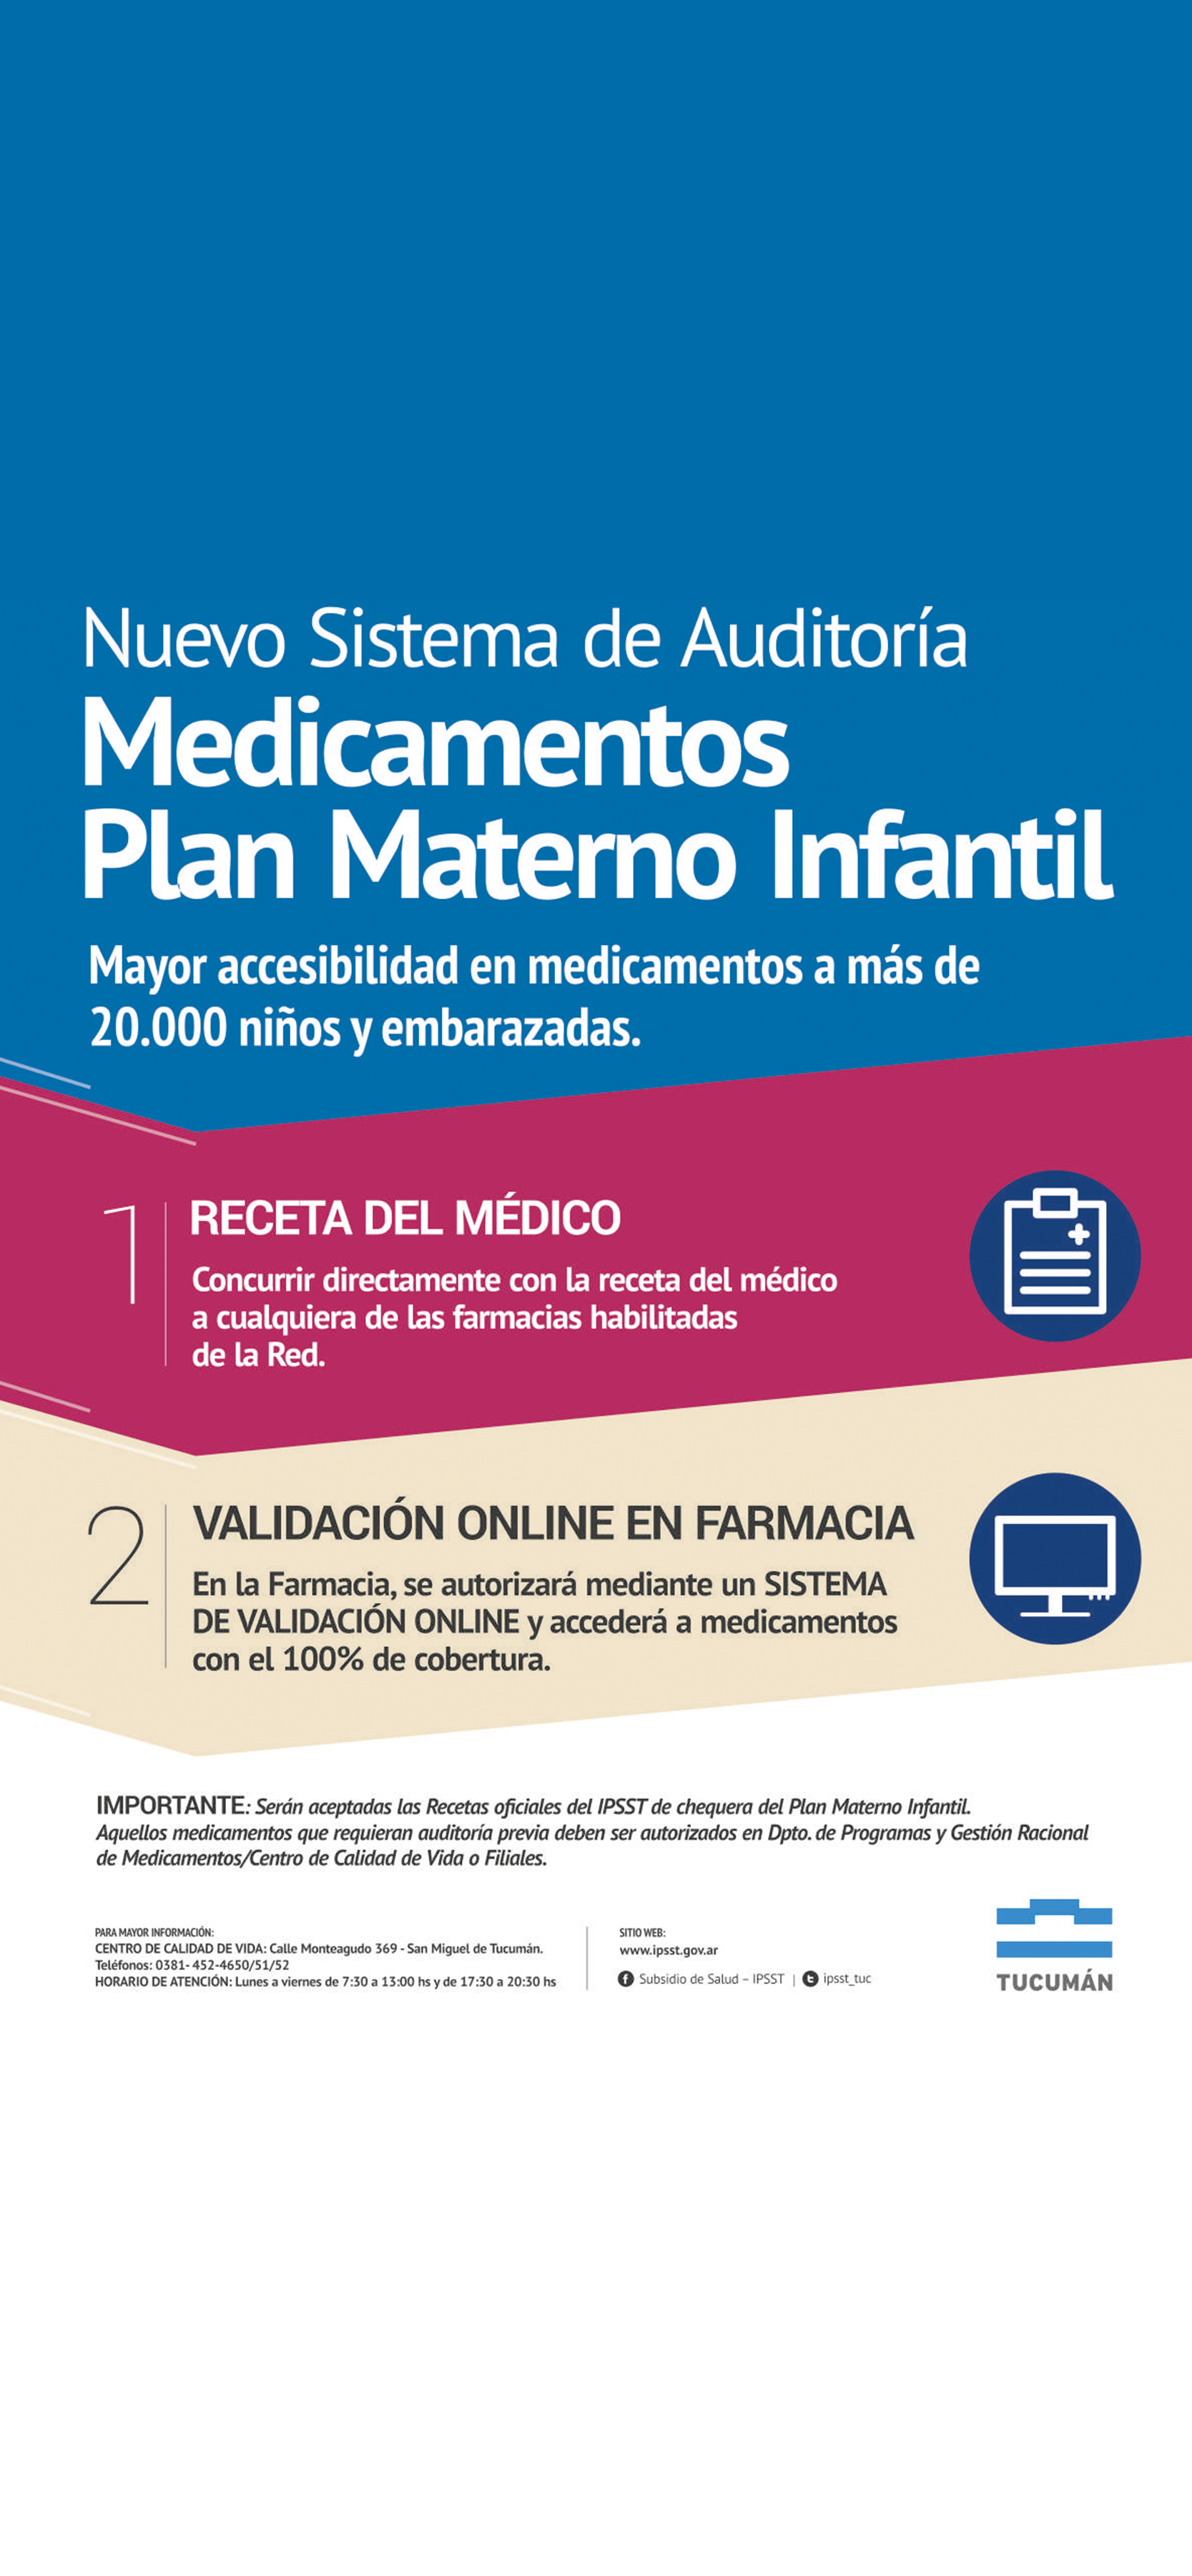 Nuevo Sistema de Auditoría
Medicamentos
Plan Materno Infantil
Mayor accesibilidad en medicamentos a más de
20.000 niños y embarazadas.
1
RECETA DEL MÉDICO
Concurrir directamente con la receta del médico
a cualquiera de las farmacias habilitadas
de la Red.
2
VALIDACIÓN ONLINE EN FARMACIA
En la Farmacia, se autorizará mediante un SISTEMA
DE VALIDACIÓN ONLINE y accederá a medicamentos
con el 100% de cobertura.
IMPORTANTE: Serán aceptadas las Recetas oficiales del IPSST de chequera del Plan Materno Infantil.
Aquellos medicamentos que requieran auditoría previa deben ser autorizados en Dpto. de Programas y Gestión Racional
de Medicamentos/Centro de Calidad de Vida o Filiales.
PARA MAYOR INFORMACIÓN:
CENTRO DE CALIDAD DE VIDA: Calle Monteagudo 369 - San Miguel de Tucumán.
Teléfonos: 0381- 452-4650/51/52
HORARIO DE ATENCIÓN: Lunes a viernes de 7:30 a 13:00 hs y de 17:30 a 20:30 hs
SITIO WEB:
www.ipsst.gov.ar
Subsidio de Salud – IPSST | ipsst_tuc
TUCUMÁN